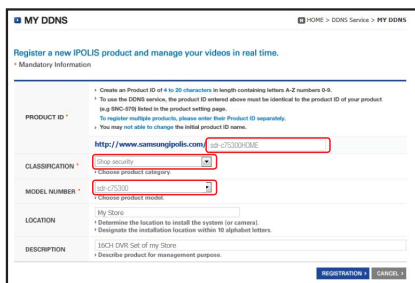 MY DDNS
HOME > DDNS Service > MY DDNS
Register a new IPOLIS product and manage your videos in real time.
* Mandatory Information
PRODUCT ID *
› Create an Product ID of 4 to 20 characters in length containing letters A-Z numbers 0-9.
› To use the DDNS service, the product ID entered above must be identical to the product ID of your product
(e.g SNC-570) listed in the product setting page.
To register multiple products, please enter their Product ID separately.
› You may not able to change the initial product ID name.
http://www.samsungipolis.com/ sdr-c75300HOME
CLASSIFICATION *
Shop security
› Choose product category.
MODEL NUMBER *
sdr-c75300
› Choose product model.
LOCATION
My Store
› Determine the location to install the system (or camera).
› Designate the installation location within 10 alphabet letters.
DESCRIPTION
16CH DVR Set of my Store
› Describe product for management purpose.
REGISTRATION › CANCEL ›